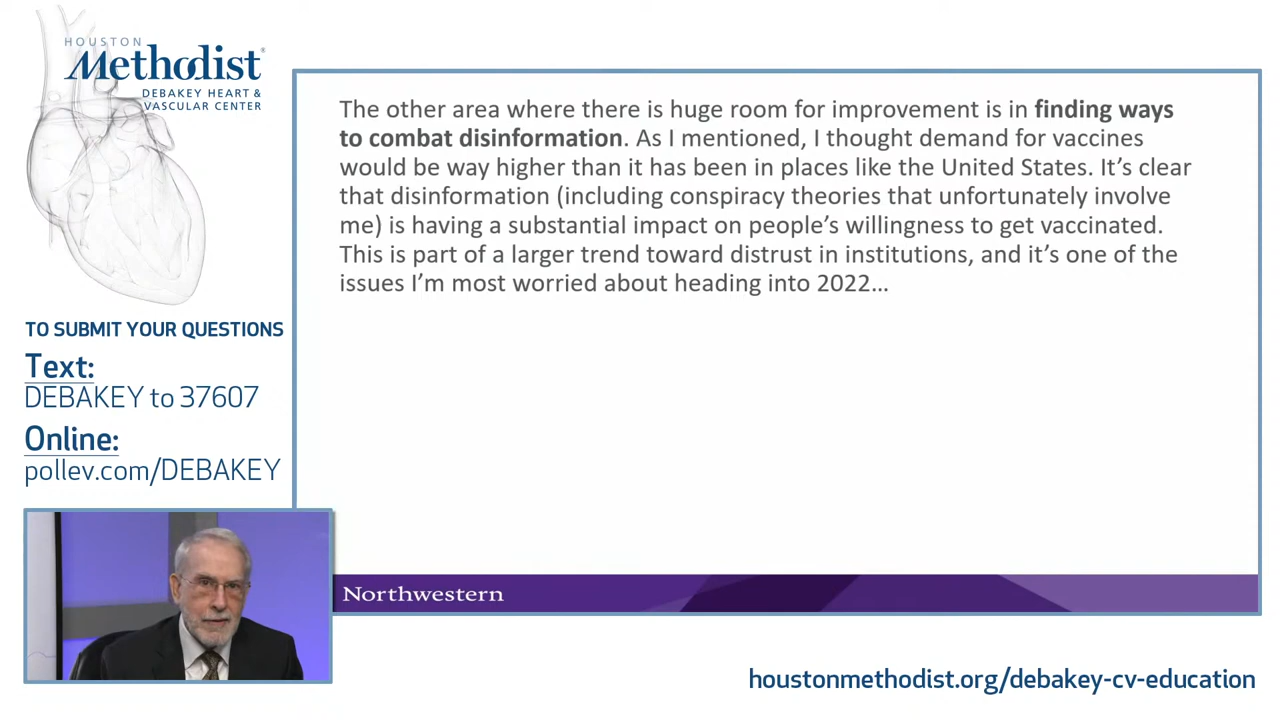 HOUSTON
Methodist®
DEBAKEY HEART &
VASCULAR CENTER
TO SUBMIT YOUR QUESTIONS
Text:
DEBAKEY to 37607
Online:
pollev.com/DEBAKEY
The other area where there is huge room for improvement is in finding ways
to combat disinformation. As I mentioned, I thought demand for vaccines
would be way higher than it has been in places like the United States. It’s clear
that disinformation (including conspiracy theories that unfortunately involve
me) is having a substantial impact on people’s willingness to get vaccinated.
This is part of a larger trend toward distrust in institutions, and it’s one of the
issues I’m most worried about heading into 2022…
Northwestern
houstonmethodist.org/debakey-cv-education